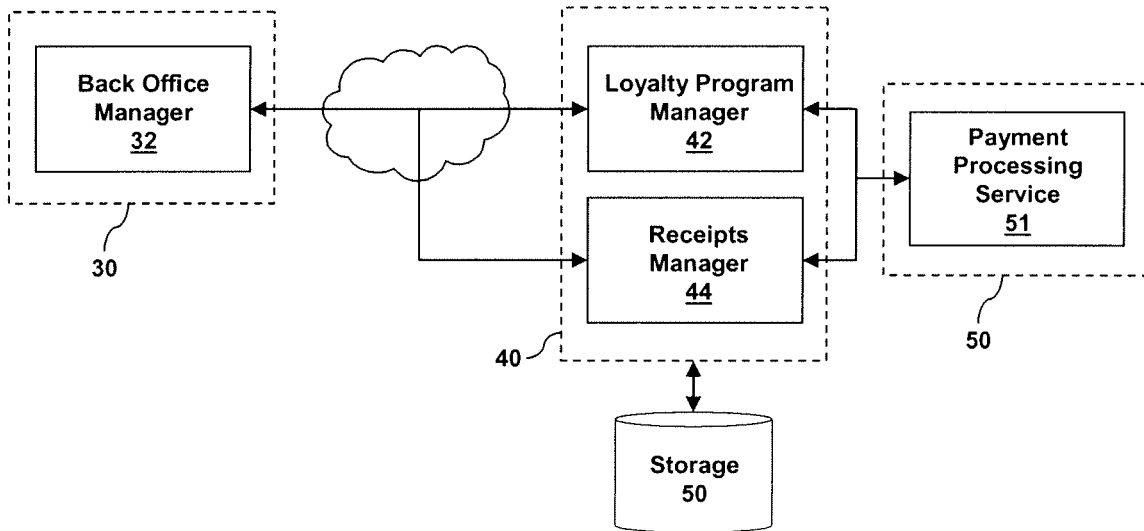 Back Office
Manager
32
30
Loyalty Program
Manager
42
Receipts
Manager
44
40
Payment
Processing
Service
51
50
Storage
50